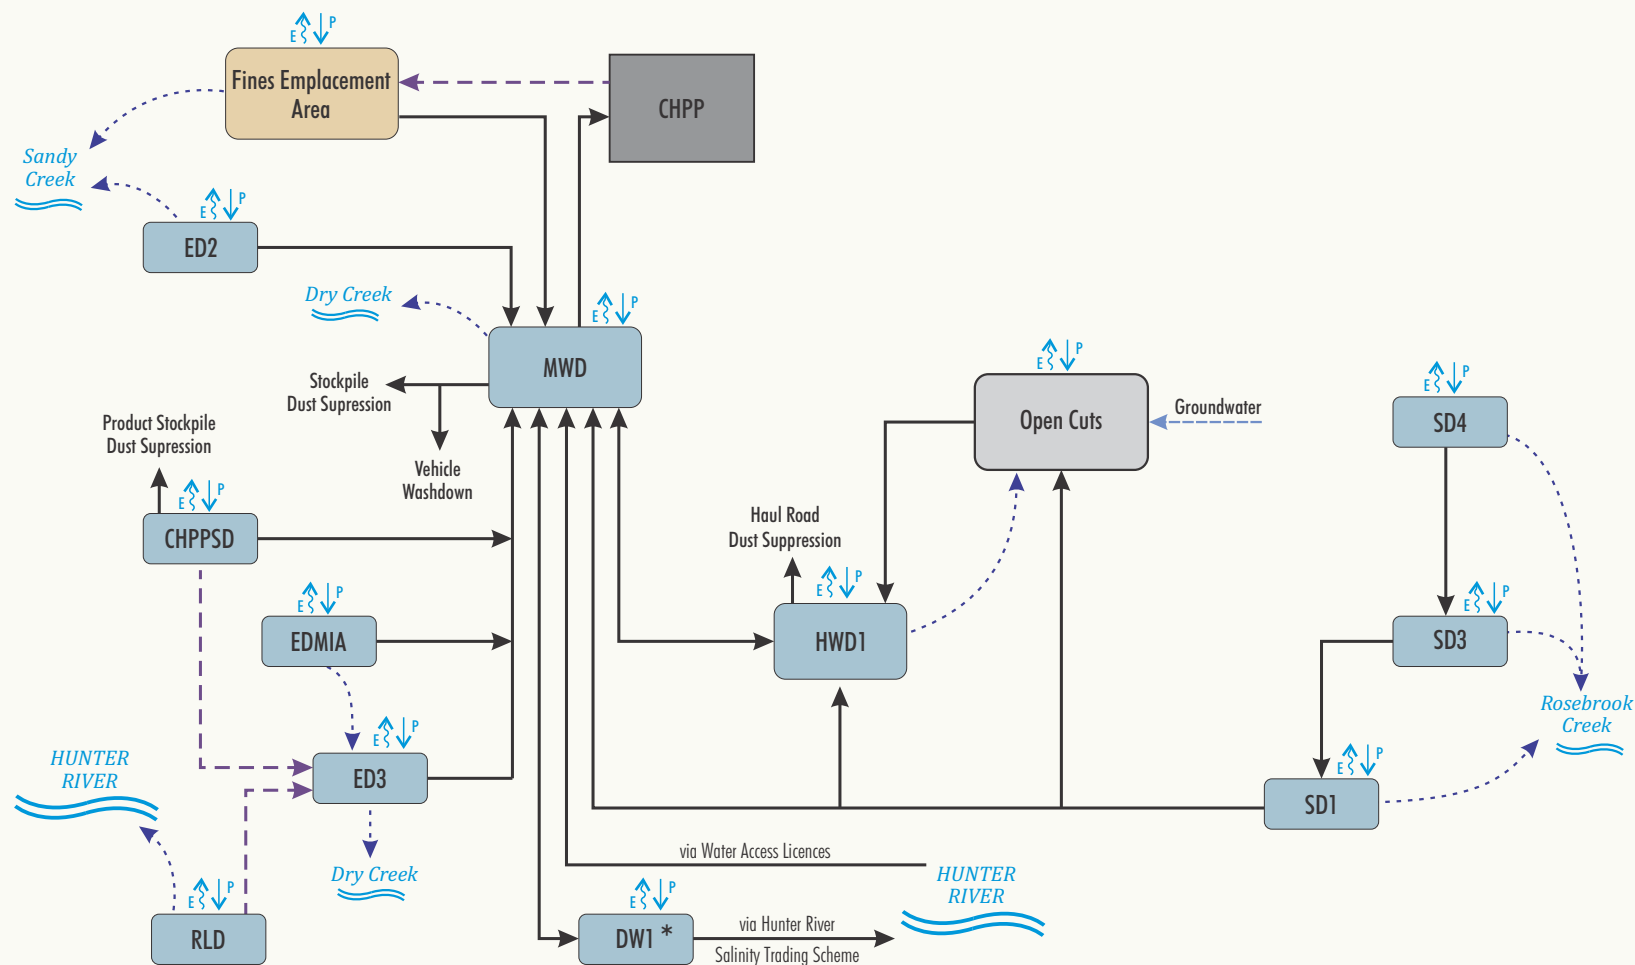 E P
Fines Emplacement
Area
CHPP
Sandy
Creek
E P
ED2
Dry Creek
E P
MWD
Stockpile
Dust Supression
Vehicle
Washdown
Product Stockpile
Dust Supression
E P
CHPPSD
E P
Open Cuts
Groundwater
E P
SD4
Haul Road
Dust Suppression
E P
HWD1
E P
EDMIA
E P
SD3
Rosebrook
Creek
HUNTER
RIVER
E P
ED3
E P
SD1
Dry Creek
via Water Access Licences
HUNTER
RIVER
E P
RLD
E P
DW1 *
via Hunter River
Salinity Trading Scheme